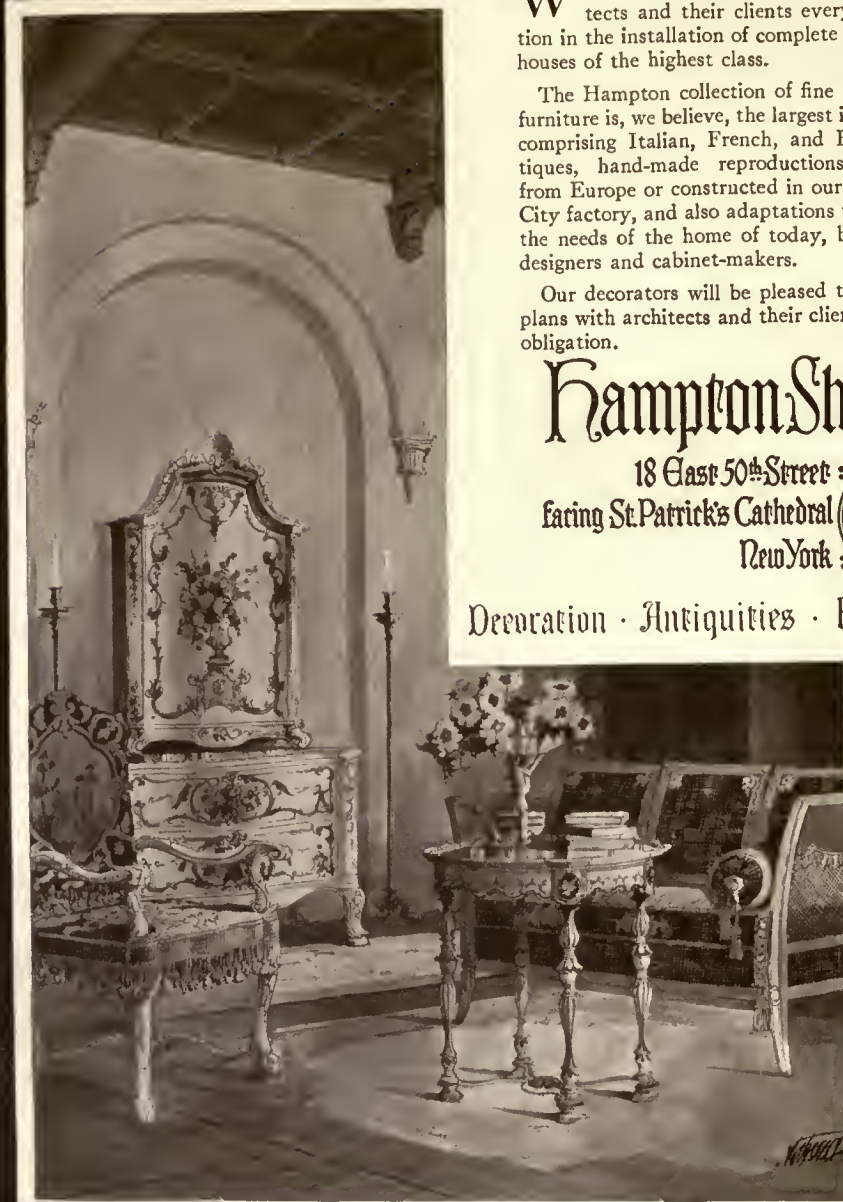 W
tects and their clients every
tion in the installation of complete
houses of the highest class.
The Hampton collection of fine
furniture is, we believe, the largest i
comprising Italian, French, and E
tiques, hand-made reproductions
from Europe or constructed in our
City factory, and also adaptations
the needs of the home of today, b
designers and cabinet-makers.
Our decorators will be pleased t
plans with architects and their clien
obligation.
Hampton Sh
18 East 50th Street :
facing St. Patrick's Cathedral (
New York :
Decoration · Antiquities ·